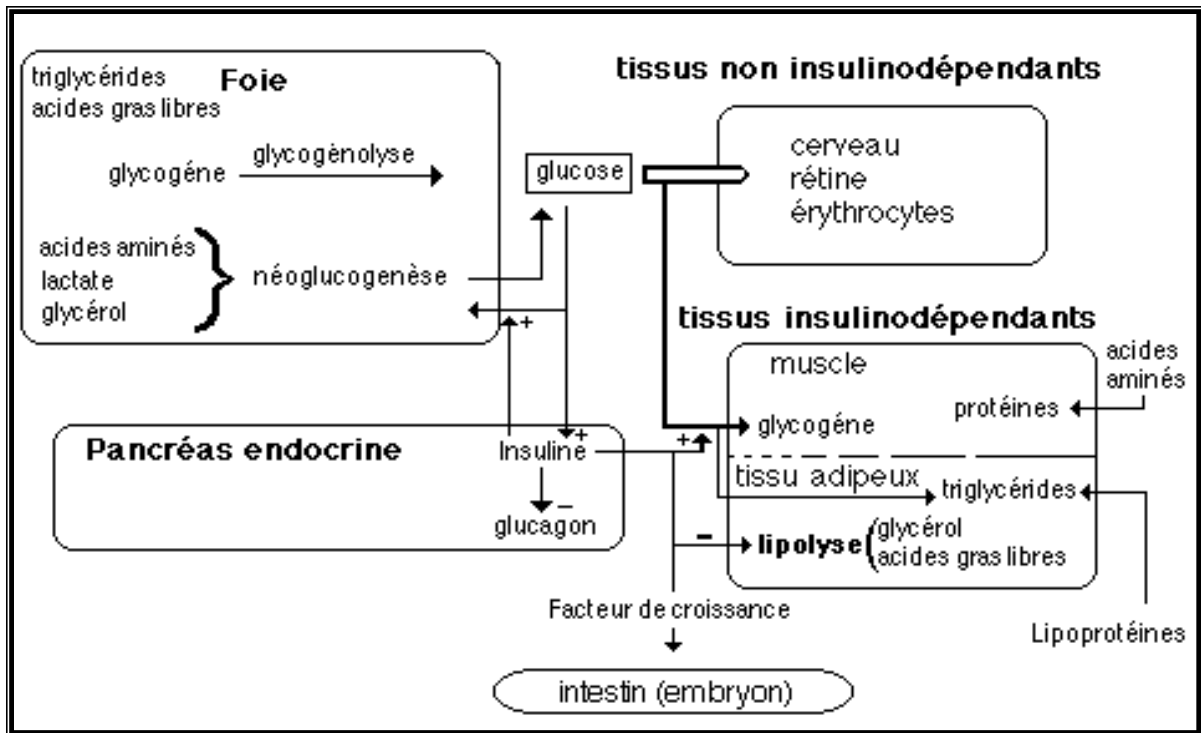 triglycérides
acides gras libres
Foie
glycogéne
glycogènolyse
acides aminés
lactate
glycérol
néoglucogenèse
glucose
tissus non insulinodépendants
cerveau
rétine
érythrocytes
tissus insulinodépendants
muscle
acides
aminés
protéines
glycogéne
tissu adipeux
triglycérides
lipolyse
glycérol
acides gras libres
Lipoprotéines
Pancréas endocrine
Insuline
glucagon
+
+
+
−
−
Facteur de croissance
intestin (embryon)